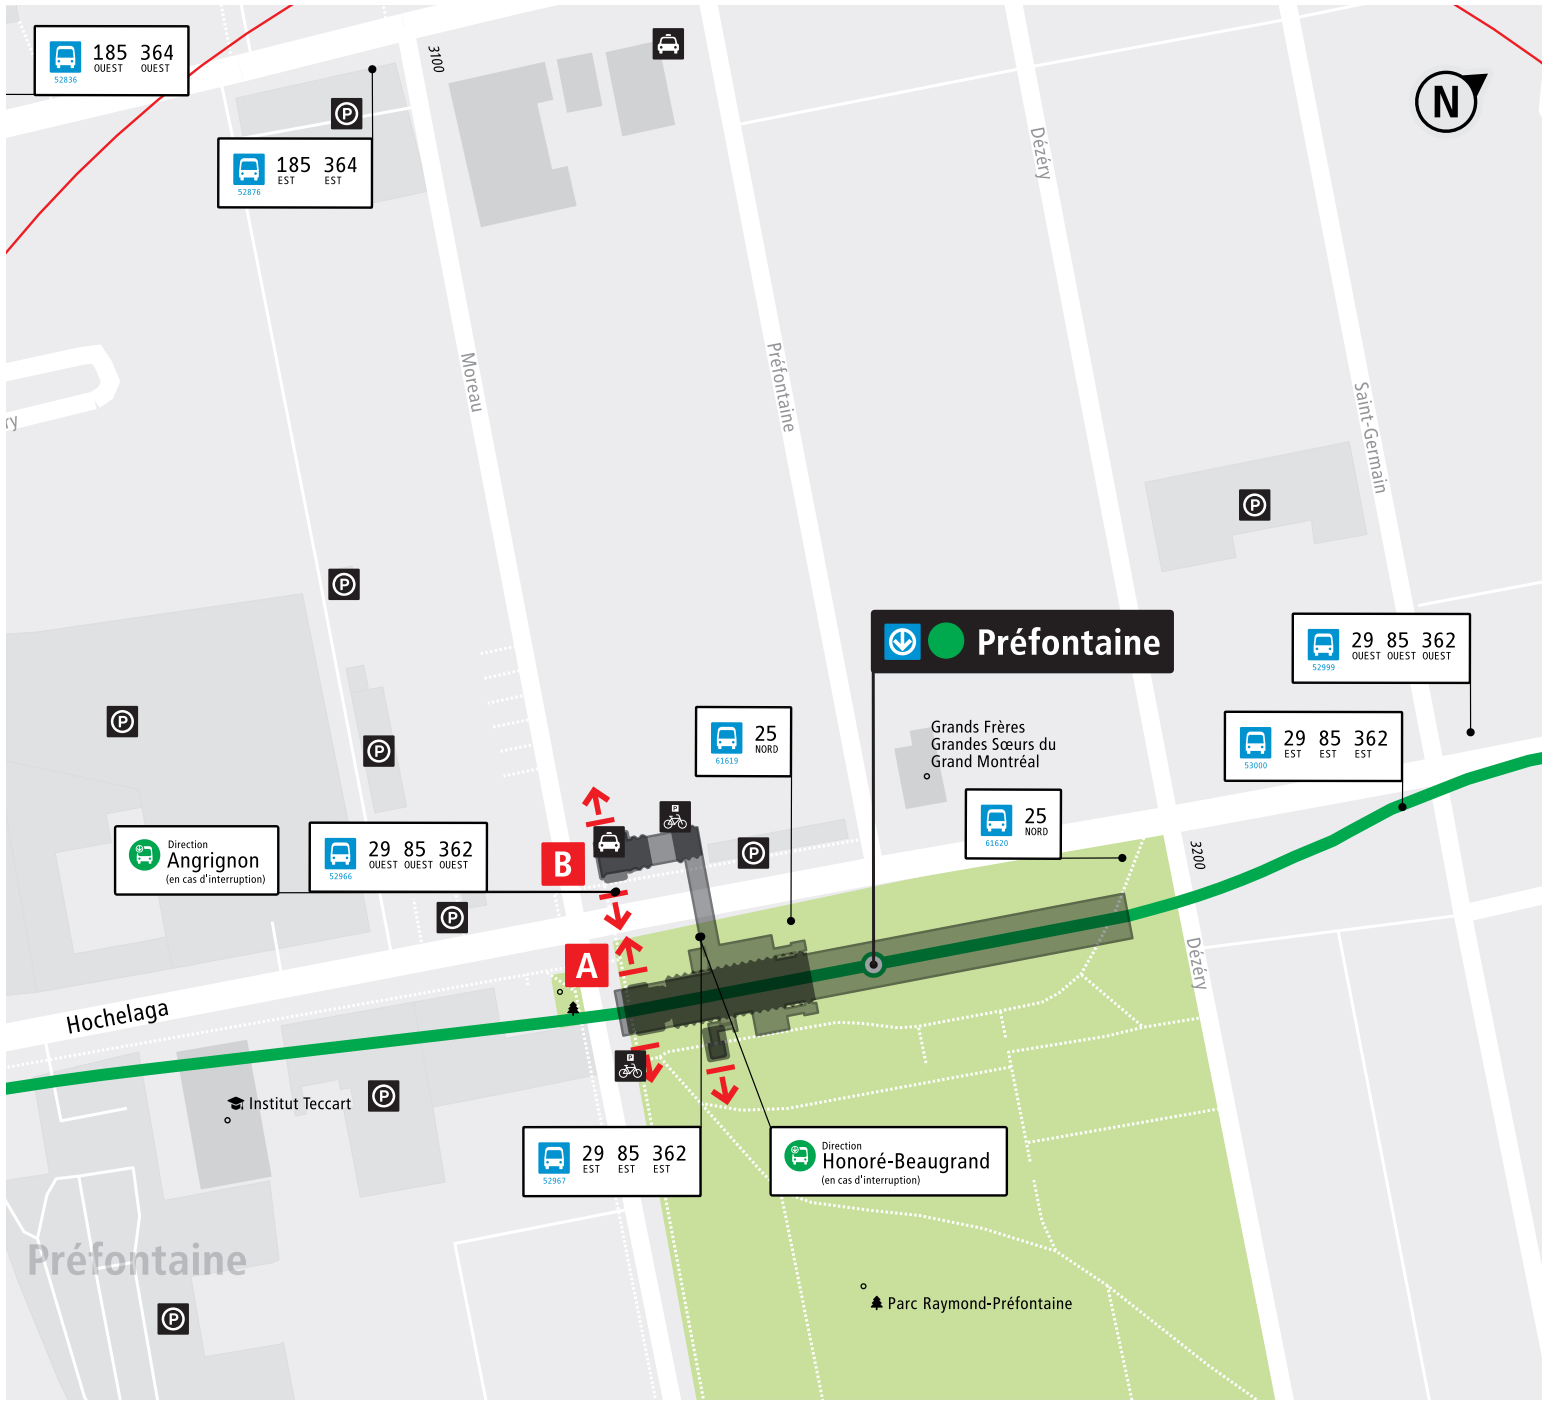 185 364
OUEST OUEST
52836
3100
P
185 364
EST EST
52876
N
Dézéry
Moreau
Préfontaine
Saint-Germain
ry
P
P
Préfontaine
29 85 362
OUEST OUEST OUEST
52999
29 85 362
EST EST EST
53000
P
P
25
NORD
61619
Grands Frères
Grandes Sœurs du
Grand Montréal
25
NORD
61620
P
P
Direction
Angrignon
(en cas d'interruption)
29 85 362
OUEST OUEST OUEST
52966
B
P
P
3200
A
Dézéry
Hochelaga
P
Institut Teccart
P
29 85 362
EST EST EST
52967
Direction
Honoré-Beaugrand
(en cas d'interruption)
Préfontaine
P
Parc Raymond-Préfontaine